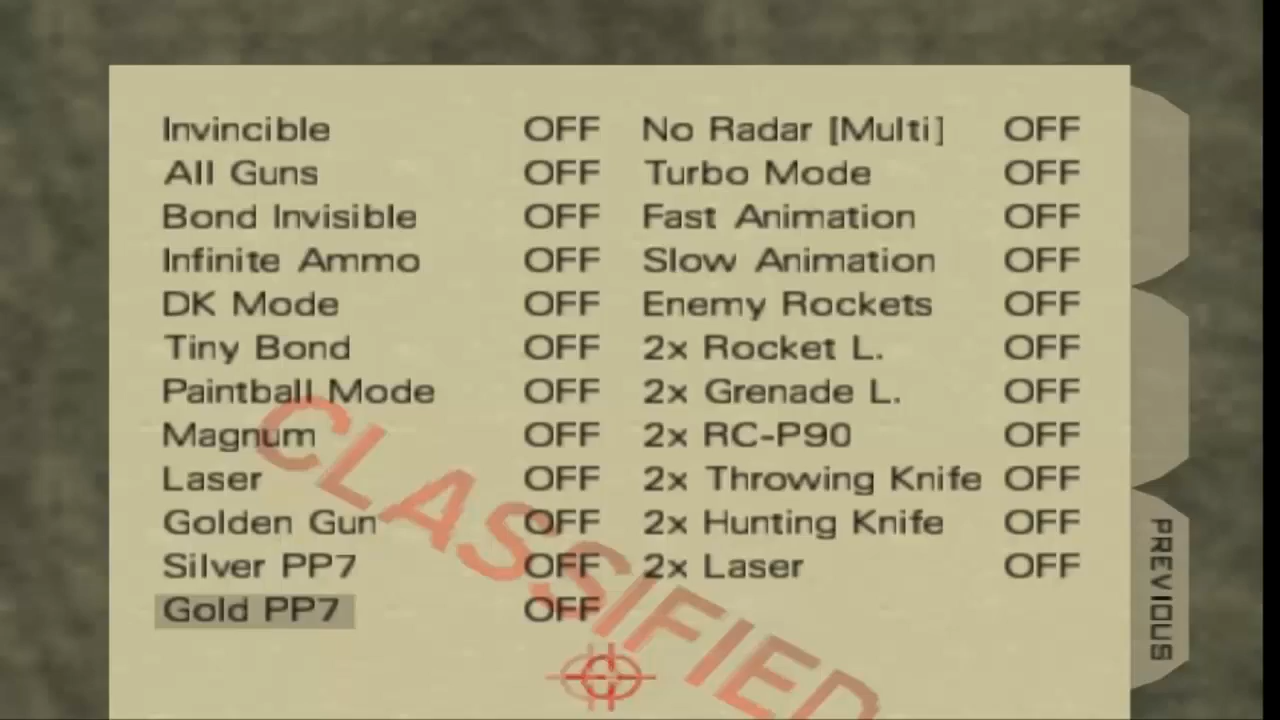 Invincible OFF No Radar [Multi] OFF
All Guns OFF Turbo Mode OFF
Bond Invisible OFF Fast Animation OFF
Infinite Ammo OFF Slow Animation OFF
DK Mode OFF Enemy Rockets OFF
Tiny Bond OFF 2x Rocket L. OFF
Paintball Mode OFF 2x Grenade L. OFF
Magnum OFF 2x RC-P90 OFF
Laser OFF 2x Throwing Knife OFF
Golden Gun OFF 2x Hunting Knife OFF
Silver PP7 OFF 2x Laser OFF
Gold PP7 OFF
CLASSIFIED
PREVIOUS